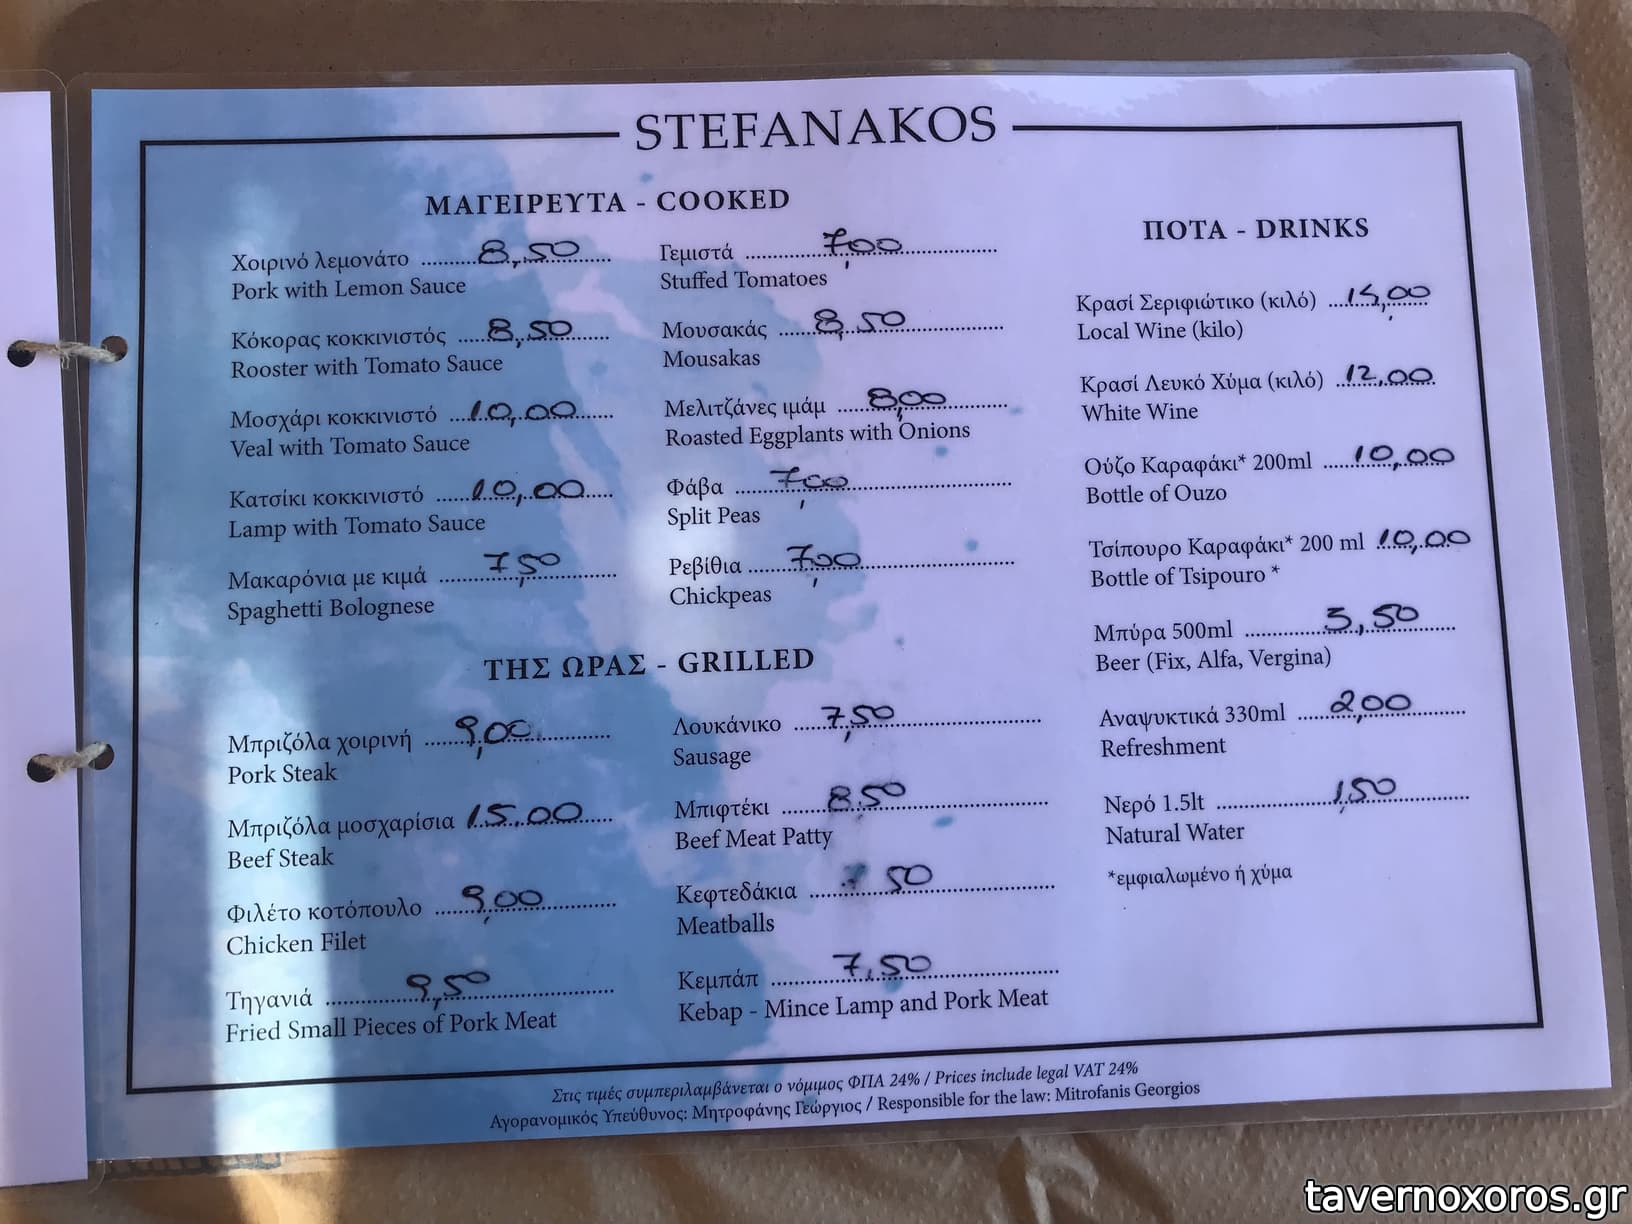 STEFANAKOS
ΜΑΓΕΙΡΕΥΤΑ - COOKED
Χοιρινό λεμονάτο ........8,50......
Pork with Lemon Sauce
Κόκορας κοκκινιστός .....8,50......
Rooster with Tomato Sauce
Μοσχάρι κοκκινιστό ...10,00......
Veal with Tomato Sauce
Κατσίκι κοκκινιστό ......10,00.....
Lamp with Tomato Sauce
Μακαρόνια με κιμά .......7,50.......
Spaghetti Bolognese
Γεμιστά ..........7,00..............
Stuffed Tomatoes
Μουσακάς ......8,50..............
Mousakas
Μελιτζάνες ιμάμ .....8,00.........
Roasted Eggplants with Onions
Φάβα .......7,00....................
Split Peas
Ρεβίθια .......7,00...................
Chickpeas
ΤΗΣ ΩΡΑΣ - GRILLED
Μπριζόλα χοιρινή .....9,00..........
Pork Steak
Μπριζόλα μοσχαρίσια 15,00.....
Beef Steak
Φιλέτο κοτόπουλο .....9,00.........
Chicken Filet
Τηγανιά .............9,50..............
Fried Small Pieces of Pork Meat
Λουκάνικο .....7,50..................
Sausage
Μπιφτέκι .......8,50.................
Beef Meat Patty
Κεφτεδάκια .....7,50.................
Meatballs
Κεμπάπ .........7,50.................
Kebap - Mince Lamp and Pork Meat
ΠΟΤΑ - DRINKS
Κρασί Σεριφιώτικο (κιλό) ...15,00
Local Wine (kilo)
Κρασί Λευκό Χύμα (κιλό) ..12,00
White Wine
Ούζο Καραφάκι* 200ml .....10,00
Bottle of Ouzo
Τσίπουρο Καραφάκι* 200 ml 10,00
Bottle of Tsipouro *
Μπύρα 500ml .............3,50......
Beer (Fix, Alfa, Vergina)
Αναψυκτικά 330ml ......2,00........
Refreshment
Νερό 1.5lt ....................1,50...........
Natural Water
*εμφιαλωμένο ή χύμα
Στις τιμές συμπεριλαμβάνεται ο νόμιμος ΦΠΑ 24% / Prices include legal VAT 24%
Αγορανομικός Υπεύθυνος: Μητροφάνης Γεώργιος / Responsible for the law: Mitrofanis Georgios
tavernoxoros.gr